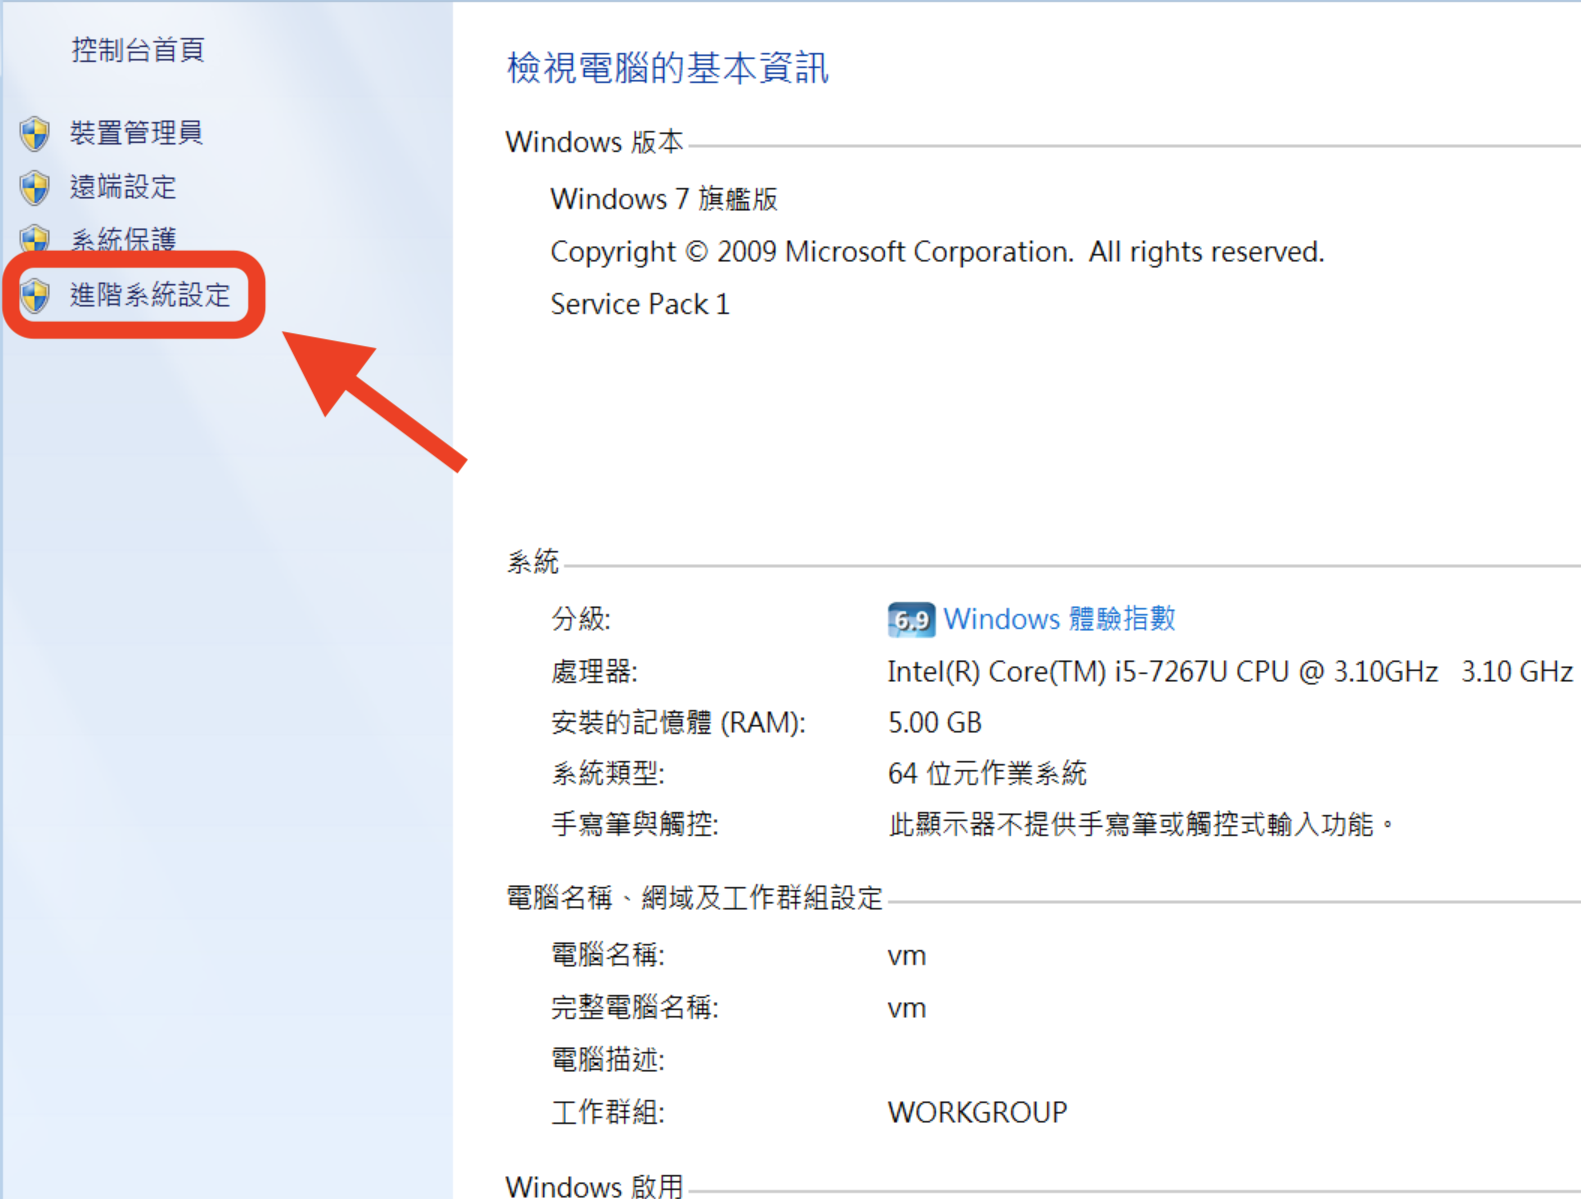 控制台首頁
裝置管理員
遠端設定
系統保護
進階系統設定
檢視電腦的基本資訊
Windows 版本
Windows 7 旗艦版
Copyright © 2009 Microsoft Corporation.  All rights reserved.
Service Pack 1
系統
分級: 6.9 Windows 體驗指數
處理器: Intel(R) Core(TM) i5-7267U CPU @ 3.10GHz   3.10 GHz
安裝的記憶體 (RAM): 5.00 GB
系統類型: 64 位元作業系統
手寫筆與觸控: 此顯示器不提供手寫筆或觸控式輸入功能。
電腦名稱、網域及工作群組設定
電腦名稱: vm
完整電腦名稱: vm
電腦描述:
工作群組: WORKGROUP
Windows 啟用